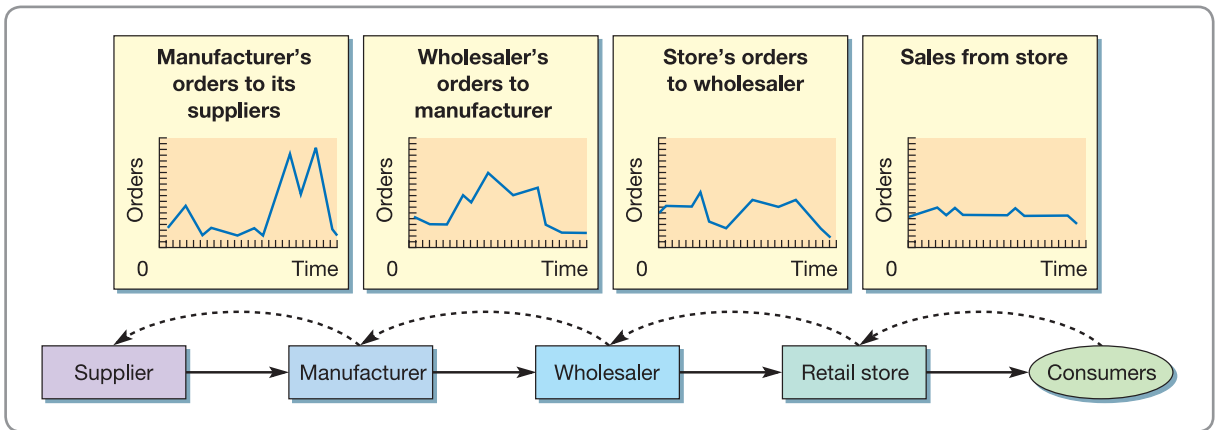 Manufacturer's
orders to its
suppliers
Orders
0
Time
Wholesaler's
orders to
manufacturer
Orders
0
Time
Store's orders
to wholesaler
Orders
0
Time
Sales from store
Orders
0
Time
Supplier
Manufacturer
Wholesaler
Retail store
Consumers